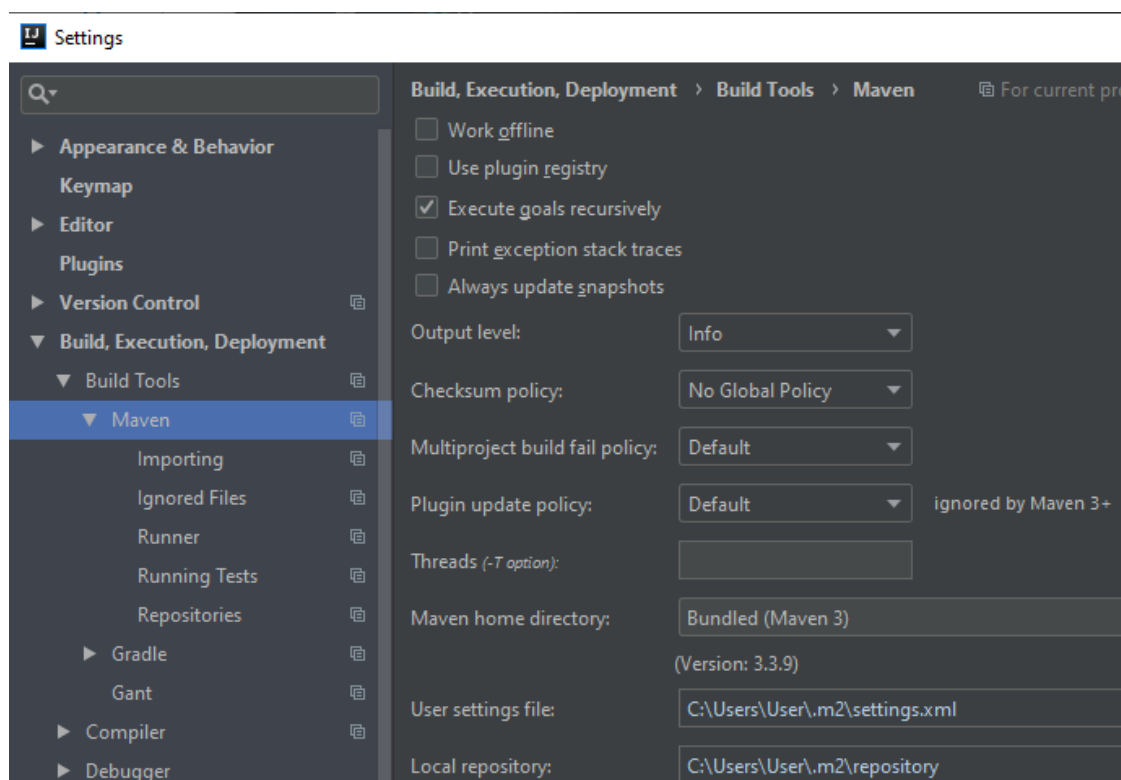 IJ Settings
Build, Execution, Deployment › Build Tools › Maven For current pr
Appearance & Behavior
Keymap
Editor
Plugins
Version Control
Build, Execution, Deployment
Build Tools
Maven
Importing
Ignored Files
Runner
Running Tests
Repositories
Gradle
Gant
Compiler
Debugger
Work offline
Use plugin registry
Execute goals recursively
Print exception stack traces
Always update snapshots
Output level: Info
Checksum policy: No Global Policy
Multiproject build fail policy: Default
Plugin update policy: Default ignored by Maven 3+
Threads (-T option):
Maven home directory: Bundled (Maven 3)
(Version: 3.3.9)
User settings file: C:\Users\User\.m2\settings.xml
Local repository: C:\Users\User\.m2\repository